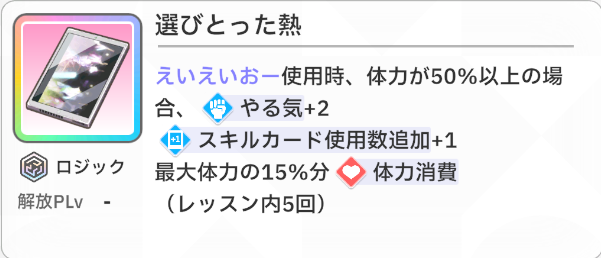 選びとった熱
えいえいおー使用時、体力が50%以上の場
合、やる気+2
+1 スキルカード使用数追加+1
最大体力の15%分 体力消費
（レッスン内5回）
ロジック
解放PLv -